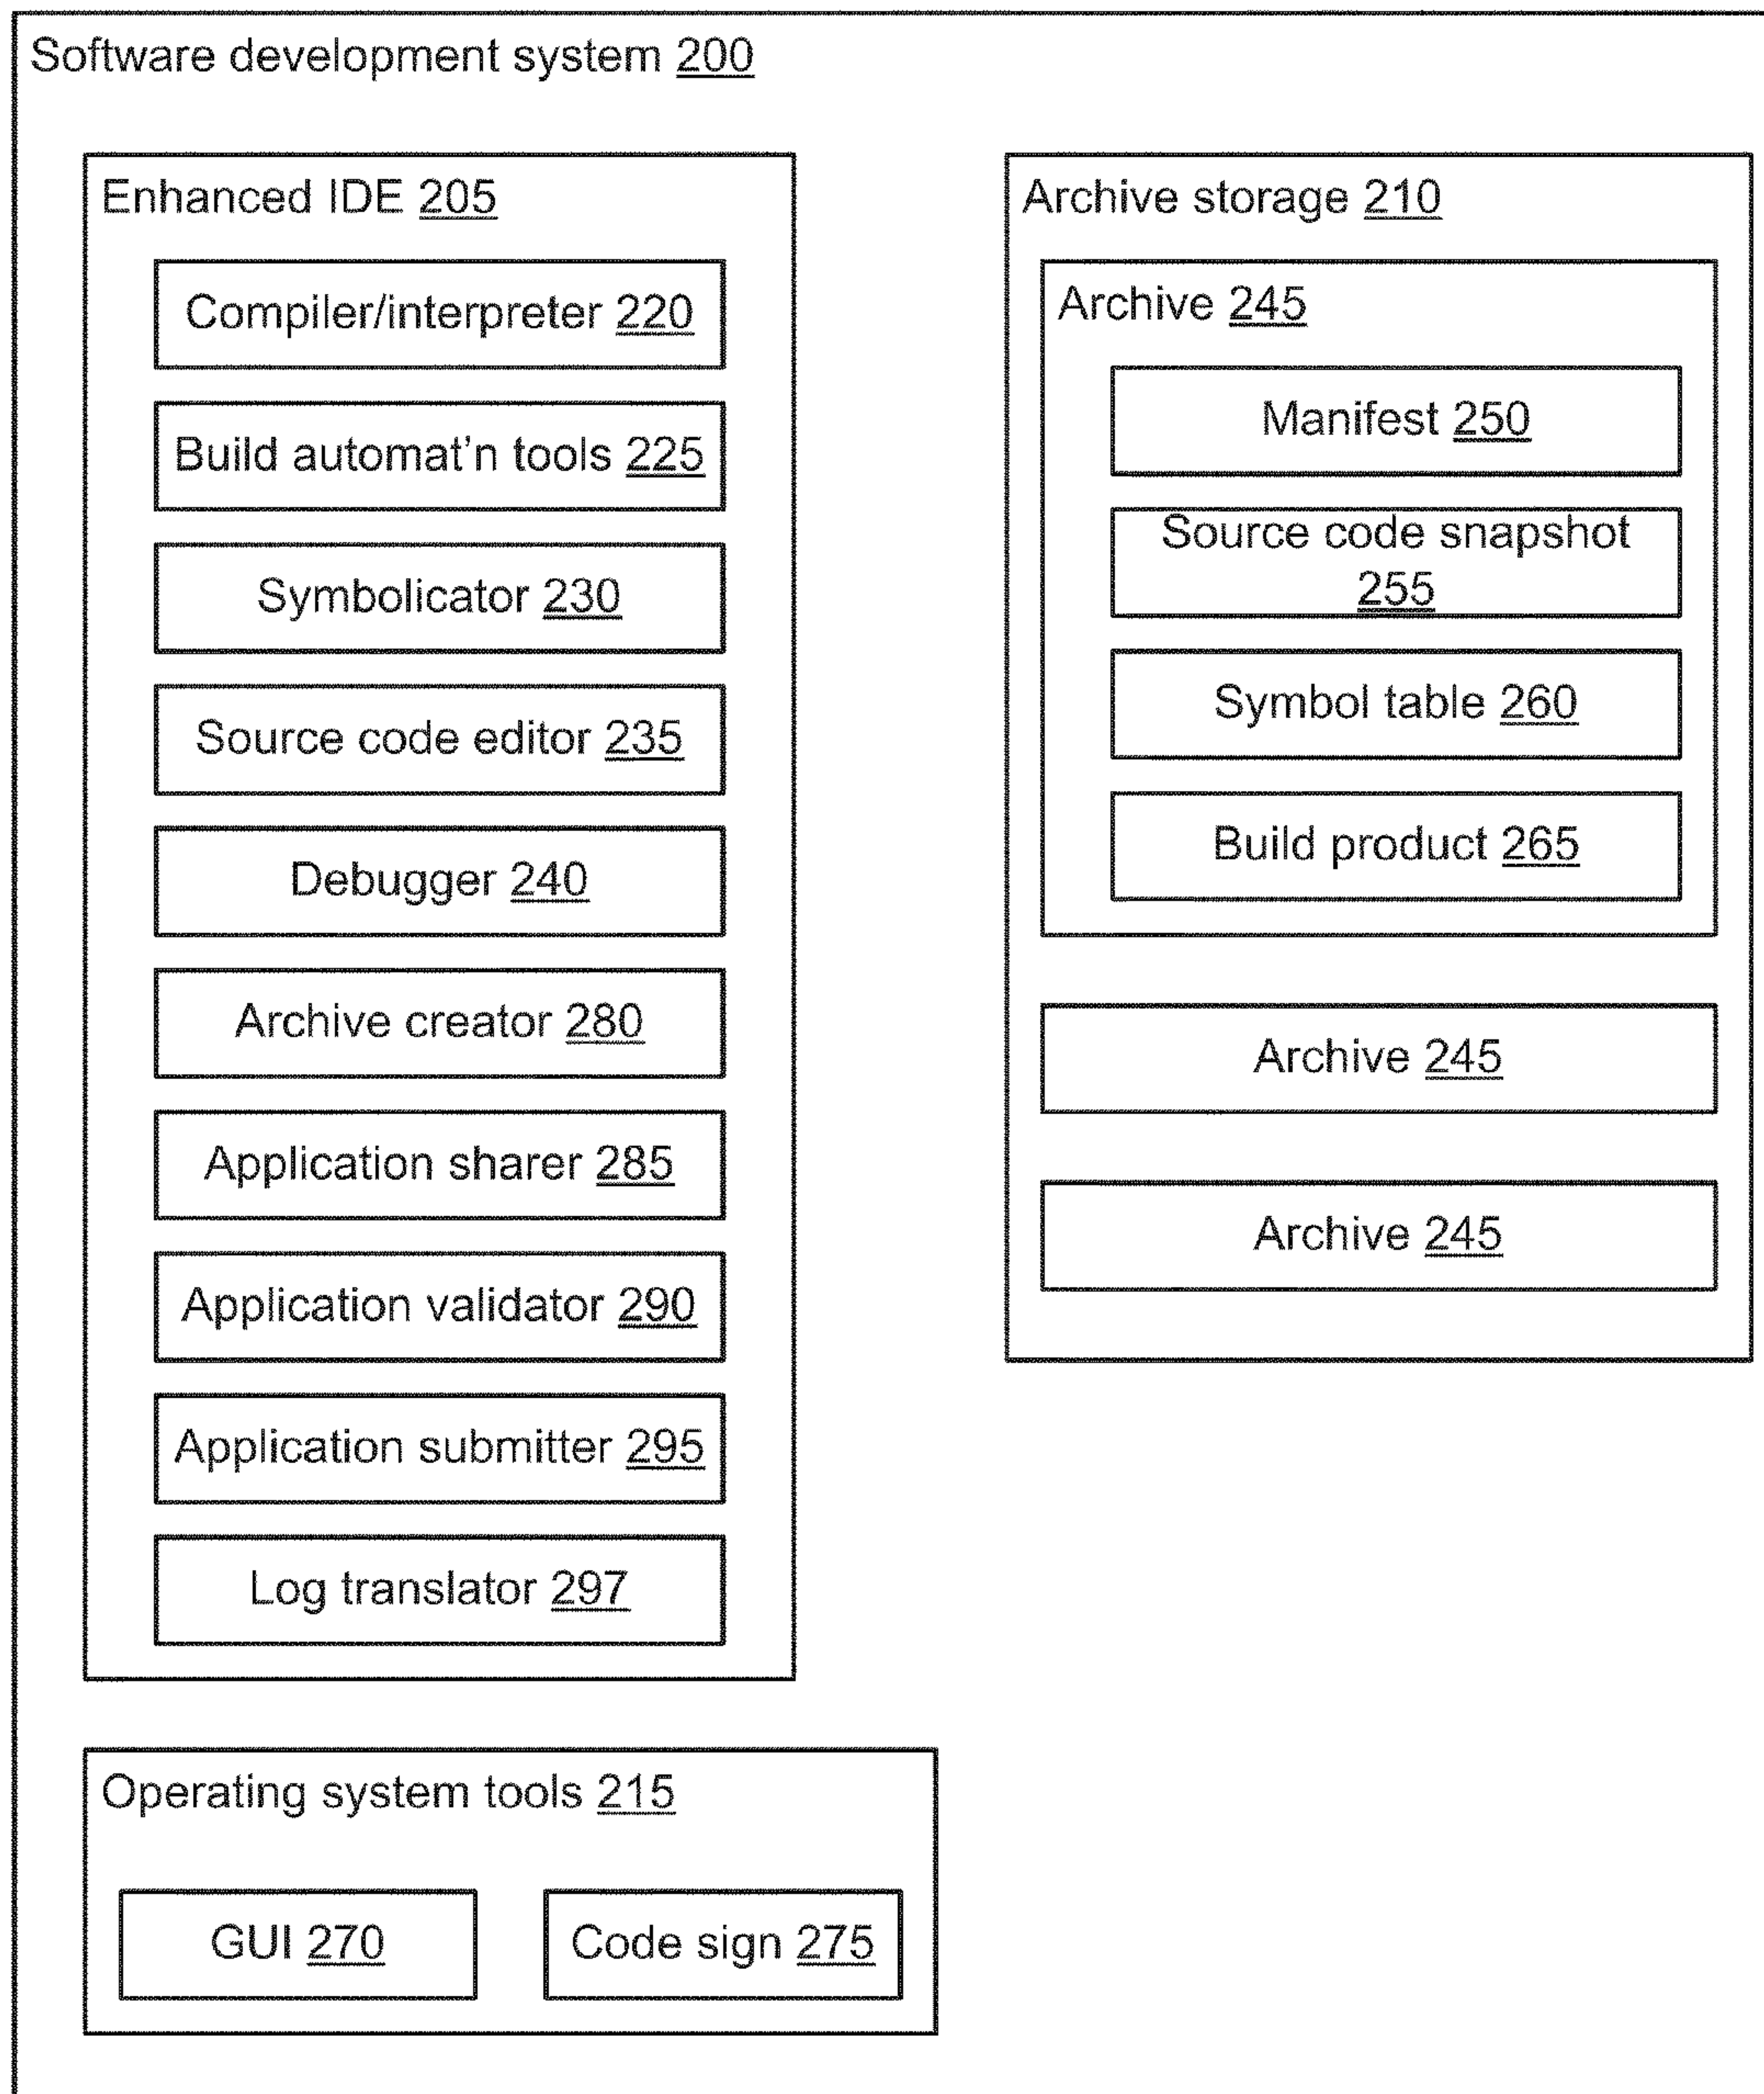 Software development system 200
Enhanced IDE 205
Compiler/interpreter 220
Build automat'n tools 225
Symbolicator 230
Source code editor 235
Debugger 240
Archive creator 280
Application sharer 285
Application validator 290
Application submitter 295
Log translator 297
Archive storage 210
Archive 245
Manifest 250
Source code snapshot
255
Symbol table 260
Build product 265
Archive 245
Archive 245
Operating system tools 215
GUI 270
Code sign 275